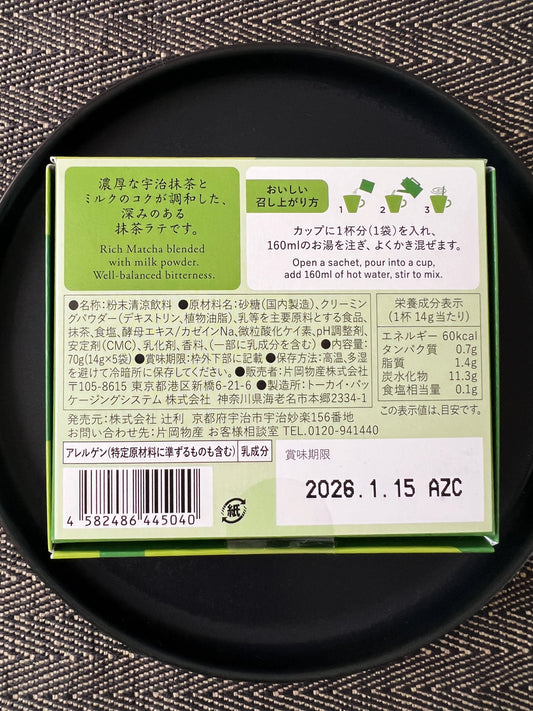 濃厚な宇治抹茶と
ミルクのコクが調和した、
深みのある
抹茶ラテです。
Rich Matcha blended
with milk powder.
Well-balanced bitterness.
おいしい
召し上がり方
1 2 3
カップに1杯分(1袋)を入れ、
160mlのお湯を注ぎ、よくかき混ぜます。
Open a sachet, pour into a cup,
add 160ml of hot water, stir to mix.
●名称:粉末清涼飲料 ●原材料名:砂糖(国内製造)、クリーミン
グパウダー(デキストリン、植物油脂)、乳等を主要原料とする食品、
抹茶、食塩、酵母エキス/カゼインNa、微粒酸化ケイ素、pH調整剤、
安定剤(CMC)、乳化剤、香料、(一部に乳成分を含む) ●内容量:
70g(14g×5袋) ●賞味期限:枠外下部に記載 ●保存方法:高温、多湿
を避けて冷暗所に保存してください。 ●販売者:片岡物産株式会社
〒105-8615 東京都港区新橋6-21-6 ●製造所:トーカイ・パッ
ケージングシステム 株式会社 神奈川県海老名市本郷2334-1
栄養成分表示
(1杯 14g当たり)
エネルギー 60kcal
タンパク質 0.7g
脂質 1.4g
炭水化物 11.3g
食塩相当量 0.1g
この表示値は、目安です。
発売元:株式会社 辻利 京都府宇治市宇治妙楽156番地
お問い合わせ先:片岡物産 お客様相談室 TEL.0120-941440
アレルゲン(特定原材料に準ずるものも含む) 乳成分
4 582486 445040
紙
賞味期限
2026.1.15 AZC